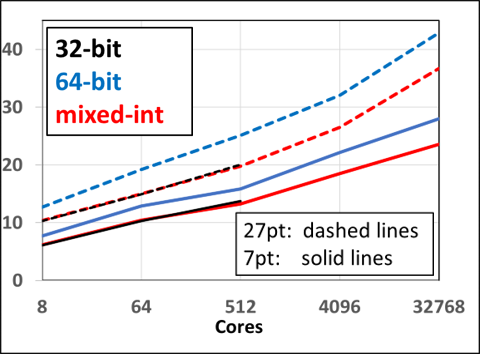 40
30
20
10
0
32-bit
64-bit
mixed-int
27pt: dashed lines
7pt: solid lines
8 64 512 4096 32768
Cores